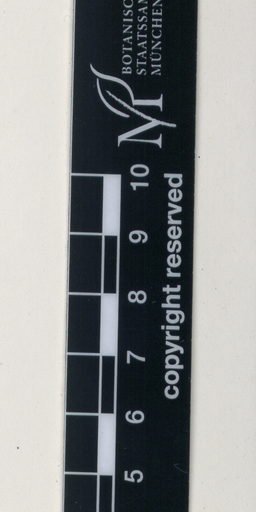 BOTANISC
STAATSSAM
MÜNCHEN
10
9
8
7
6
5
copyright reserved